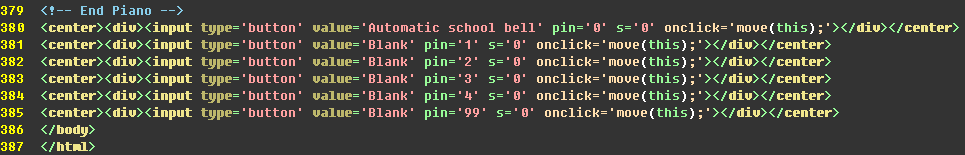 379 <!-- End Piano -->
380 <center><div><input type='button' value='Automatic school bell' pin='0' s='0' onclick='move(this);'></div></center>
381 <center><div><input type='button' value='Blank' pin='1' s='0' onclick='move(this);'></div></center>
382 <center><div><input type='button' value='Blank' pin='2' s='0' onclick='move(this);'></div></center>
383 <center><div><input type='button' value='Blank' pin='3' s='0' onclick='move(this);'></div></center>
384 <center><div><input type='button' value='Blank' pin='4' s='0' onclick='move(this);'></div></center>
385 <center><div><input type='button' value='Blank' pin='99' s='0' onclick='move(this);'></div></center>
386 </body>
387 </html>